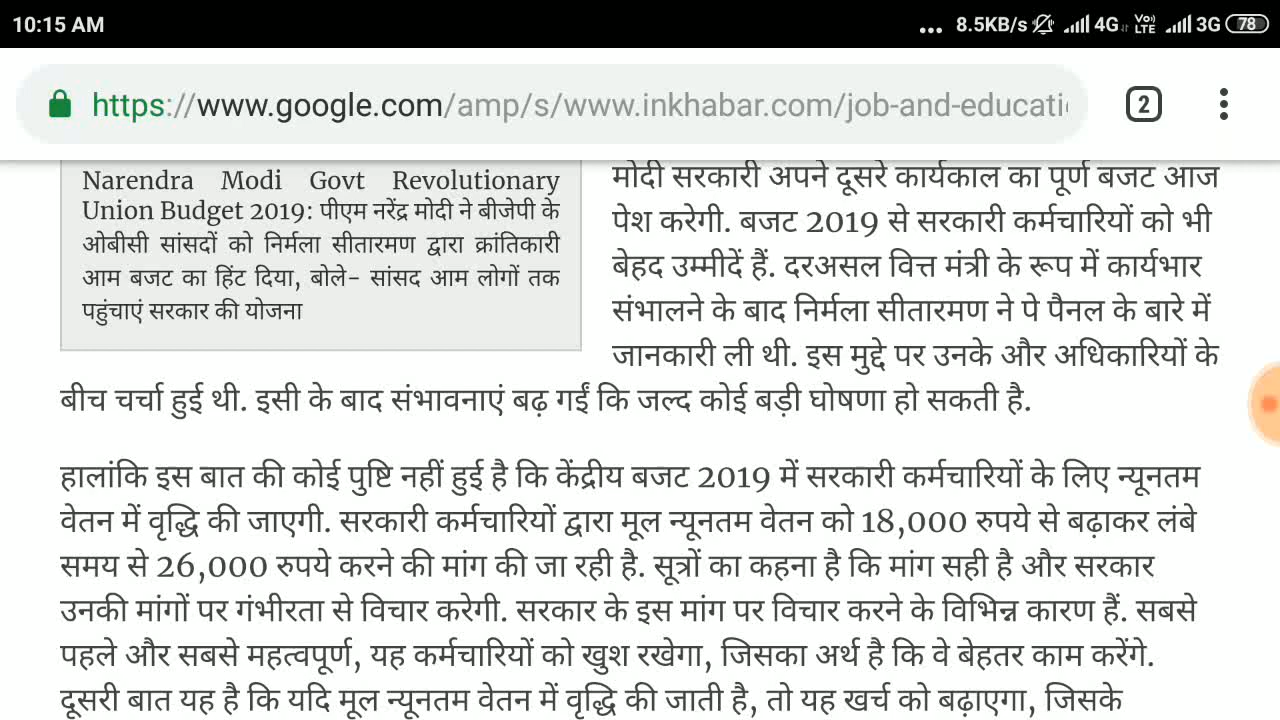 10:15 AM
... 8.5KB/s 4G VoLTE 3G 78
https://www.google.com/amp/s/www.inkhabar.com/job-and-educati
2
Narendra Modi Govt Revolutionary
Union Budget 2019: पीएम नरेंद्र मोदी ने बीजेपी के
ओबीसी सांसदों को निर्मला सीतारमण द्वारा क्रांतिकारी
आम बजट का हिंट दिया, बोले- सांसद आम लोगों तक
पहुंचाएं सरकार की योजना
मोदी सरकारी अपने दूसरे कार्यकाल का पूर्ण बजट आज
पेश करेगी. बजट 2019 से सरकारी कर्मचारियों को भी
बेहद उम्मीदें हैं. दरअसल वित्त मंत्री के रूप में कार्यभार
संभालने के बाद निर्मला सीतारमण ने पे पैनल के बारे में
जानकारी ली थी. इस मुद्दे पर उनके और अधिकारियों के
बीच चर्चा हुई थी. इसी के बाद संभावनाएं बढ़ गईं कि जल्द कोई बड़ी घोषणा हो सकती है.
हालांकि इस बात की कोई पुष्टि नहीं हुई है कि केंद्रीय बजट 2019 में सरकारी कर्मचारियों के लिए न्यूनतम
वेतन में वृद्धि की जाएगी. सरकारी कर्मचारियों द्वारा मूल न्यूनतम वेतन को 18,000 रुपये से बढ़ाकर लंबे
समय से 26,000 रुपये करने की मांग की जा रही है. सूत्रों का कहना है कि मांग सही है और सरकार
उनकी मांगों पर गंभीरता से विचार करेगी. सरकार के इस मांग पर विचार करने के विभिन्न कारण हैं. सबसे
पहले और सबसे महत्वपूर्ण, यह कर्मचारियों को खुश रखेगा, जिसका अर्थ है कि वे बेहतर काम करेंगे.
दूसरी बात यह है कि यदि मूल न्यूनतम वेतन में वृद्धि की जाती है, तो यह खर्च को बढ़ाएगा, जिसके